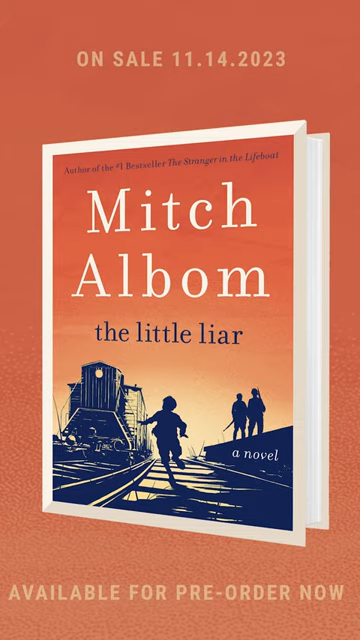 ON SALE 11.14.2023
Author of the #1 Bestseller The Stranger in the Lifeboat
Mitch
Albom
the little liar
a novel
AVAILABLE FOR PRE-ORDER NOW